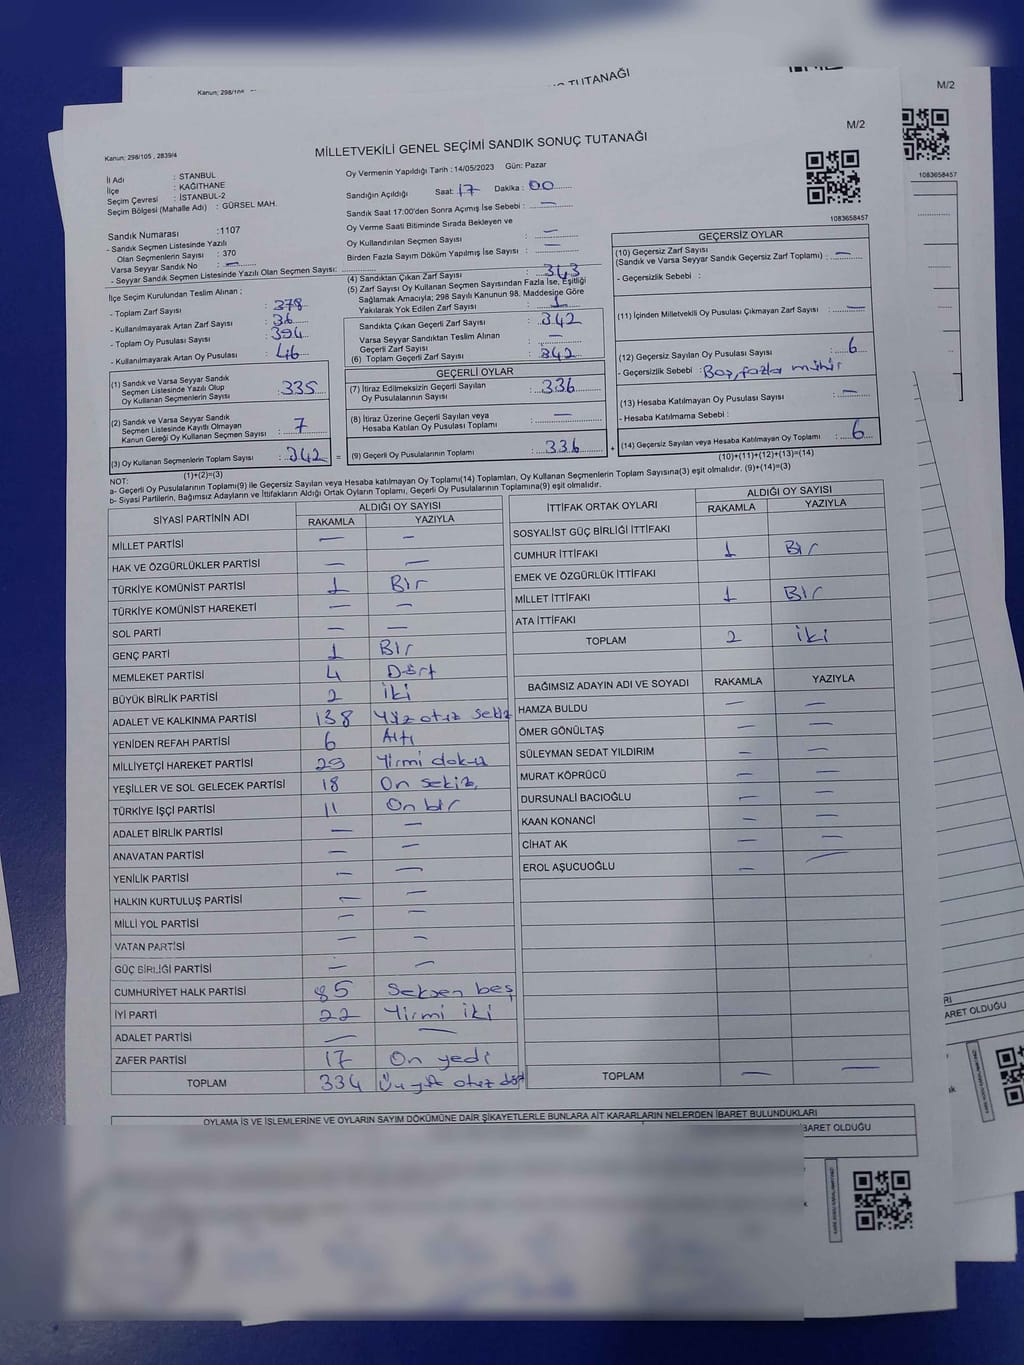 TUTANAĞI
M/2
1083658457
Kanun: 298/105 , 2839/4
MİLLETVEKİLİ GENEL SEÇİMİ SANDIK SONUÇ TUTANAĞI
M/2
İl Adı : İSTANBUL
İlçe : KAĞITHANE
Seçim Çevresi : İSTANBUL-2
Seçim Bölgesi (Mahalle Adı) : GÜRSEL MAH.
Oy Vermenin Yapıldığı Tarih : 14/05/2023 Gün: Pazar
Sandığın Açıldığı Saat: 17 Dakika : 00
Sandık Saat 17:00'den Sonra Açımış İse Sebebi : —
Oy Verme Saati Bitiminde Sırada Bekleyen ve
Oy Kullandırılan Seçmen Sayısı : —
Birden Fazla Sayım Döküm Yapılmış İse Sayısı : —
1083658457
Sandık Numarası :1107
- Sandık Seçmen Listesinde Yazılı
Olan Seçmenlerin Sayısı : 370
Varsa Seyyar Sandık No : —
- Seyyar Sandık Seçmen Listesinde Yazılı Olan Seçmen Sayısı:
İlçe Seçim Kurulundan Teslim Alınan ;
- Toplam Zarf Sayısı : 378
- Kullanılmayarak Artan Zarf Sayısı : 36
- Toplam Oy Pusulası Sayısı : 394
- Kullanılmayarak Artan Oy Pusulası : 46
(1) Sandık ve Varsa Seyyar Sandık
Seçmen Listesinde Yazılı Olup
Oy Kullanan Seçmenlerin Sayısı : 335
(2) Sandık ve Varsa Seyyar Sandık
Seçmen Listesinde Kayıtlı Olmayan
Kanun Gereği Oy Kullanan Seçmen Sayısı : 7
(3) Oy Kullanan Seçmenlerin Toplam Sayısı : 342 =
(1)+(2)=(3)
(4) Sandıktan Çıkan Zarf Sayısı : 343
(5) Zarf Sayısı Oy Kullanan Seçmen Sayısından Fazla İse, Eşitliği
Sağlamak Amacıyla; 298 Sayılı Kanunun 98. Maddesine Göre
Yakılarak Yok Edilen Zarf Sayısı : 1
Sandıkta Çıkan Geçerli Zarf Sayısı : 342
Varsa Seyyar Sandıktan Teslim Alınan
Geçerli Zarf Sayısı : —
(6) Toplam Geçerli Zarf Sayısı : 342
GEÇERLİ OYLAR
(7) İtiraz Edilmeksizin Geçerli Sayılan
Oy Pusulalarının Sayısı : 336
(8) İtiraz Üzerine Geçerli Sayılan veya
Hesaba Katılan Oy Pusulası Toplamı : —
(9) Geçerli Oy Pusulalarının Toplamı : 336 +
GEÇERSİZ OYLAR
(10) Geçersiz Zarf Sayısı
(Sandık ve Varsa Seyyar Sandık Geçersiz Zarf Toplamı) : —
- Geçersizlik Sebebi :
(11) İçinden Milletvekili Oy Pusulası Çıkmayan Zarf Sayısı : —
(12) Geçersiz Sayılan Oy Pusulası Sayısı : 6
- Geçersizlik Sebebi : Boş, fazla mühür
(13) Hesaba Katılmayan Oy Pusulası Sayısı : —
- Hesaba Katılmama Sebebi :
(14) Geçersiz Sayılan veya Hesaba Katılmayan Oy Toplamı : 6
(10)+(11)+(12)+(13)=(14)
NOT:
a- Geçerli Oy Pusulalarının Toplamı(9) ile Geçersiz Sayılan veya Hesaba katılmayan Oy Toplamı(14) Toplamları, Oy Kullanan Seçmenlerin Toplam Sayısına(3) eşit olmalıdır. (9)+(14)=(3)
b- Siyasi Partilerin, Bağımsız Adayların ve İttifakların Aldığı Ortak Oyların Toplamı, Geçerli Oy Pusulalarının Toplamına(9) eşit olmalıdır.
SİYASİ PARTİNİN ADI ALDIĞI OY SAYISI
RAKAMLA YAZIYLA
MİLLET PARTİSİ — —
HAK VE ÖZGÜRLÜKLER PARTİSİ — —
TÜRKİYE KOMÜNİST PARTİSİ 1 Bir
TÜRKİYE KOMÜNİST HAREKETİ — —
SOL PARTİ — —
GENÇ PARTİ 1 Bir
MEMLEKET PARTİSİ 4 Dört
BÜYÜK BİRLİK PARTİSİ 2 iki
ADALET VE KALKINMA PARTİSİ 138 Yüz otuz sekiz
YENİDEN REFAH PARTİSİ 6 Altı
MİLLİYETÇİ HAREKET PARTİSİ 29 Yirmi dokuz
YEŞİLLER VE SOL GELECEK PARTİSİ 18 On sekiz
TÜRKİYE İŞÇİ PARTİSİ 11 On bir
ADALET BİRLİK PARTİSİ — —
ANAVATAN PARTİSİ — —
YENİLİK PARTİSİ — —
HALKIN KURTULUŞ PARTİSİ — —
MİLLİ YOL PARTİSİ — —
VATAN PARTİSİ — —
GÜÇ BİRLİĞİ PARTİSİ — —
CUMHURİYET HALK PARTİSİ 85 Seksen beş
İYİ PARTİ 22 Yirmi iki
ADALET PARTİSİ — —
ZAFER PARTİSİ 17 On yedi
TOPLAM 334 Üç yüz otuz dört
İTTİFAK ORTAK OYLARI ALDIĞI OY SAYISI
RAKAMLA YAZIYLA
SOSYALİST GÜÇ BİRLİĞİ İTTİFAKI
CUMHUR İTTİFAKI 1 Bir
EMEK VE ÖZGÜRLÜK İTTİFAKI
MİLLET İTTİFAKI 1 Bir
ATA İTTİFAKI
TOPLAM 2 iki
BAĞIMSIZ ADAYIN ADI VE SOYADI RAKAMLA YAZIYLA
HAMZA BULDU — —
ÖMER GÖNÜLTAŞ — —
SÜLEYMAN SEDAT YILDIRIM — —
MURAT KÖPRÜCÜ — —
DURSUNALİ BACIOĞLU — —
KAAN KONANCİ — —
CİHAT AK — —
EROL AŞUCUOĞLU — —
TOPLAM — —
OYLAMA İŞ VE İŞLEMLERİNE VE OYLARIN SAYIM DÖKÜMÜNE DAİR ŞİKAYETLERLE BUNLARA AİT KARARLARIN NELERDEN İBARET BULUNDUKLARI
BARET OLDUĞU
ARET OLDUĞU